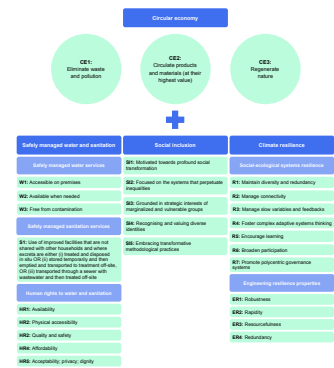 Circular economy
CE1:
Eliminate waste
and pollution
CE2:
Circulate products
and materials (at their
highest value)
CE3:
Regenerate
nature
Safely managed water and sanitation
Safely managed water services
W1: Accessible on premises
W2: Available when needed
W3: Free from contamination
Safely-managed sanitation services
S1: Use of improved facilities that are not
shared with other households and where
excreta are either (i) treated and disposed
in situ OR (ii) stored temporarily and then
emptied and transported to treatment off-site,
OR (iii) transported through a sewer with
wastewater and then treated off-site
Human rights to water and sanitation
HR1: Availability
HR2: Physical accessibility
HR3: Quality and safety
HR4: Affordability
HR5: Acceptability; privacy; dignity
Social inclusion
SI1: Motivated towards profound social
transformation
SI2: Focused on the systems that perpetuate
inequalities
SI3: Grounded in strategic interests of
marginalized and vulnerable groups
SI4: Recognising and valuing diverse
identities
SI5: Embracing transformative
methodological practices
Climate resilience
Social-ecological systems resilience
R1: Maintain diversity and redundancy
R2: Manage connectivity
R3: Manage slow variables and feedbacks
R4: Foster complex adaptive systems thinking
R5: Encourage learning
R6: Broaden participation
R7: Promote polycentric governance
systems
Engineering resilience properties
ER1: Robustness
ER2: Rapidity
ER3: Resourcefulness
ER4: Redundancy